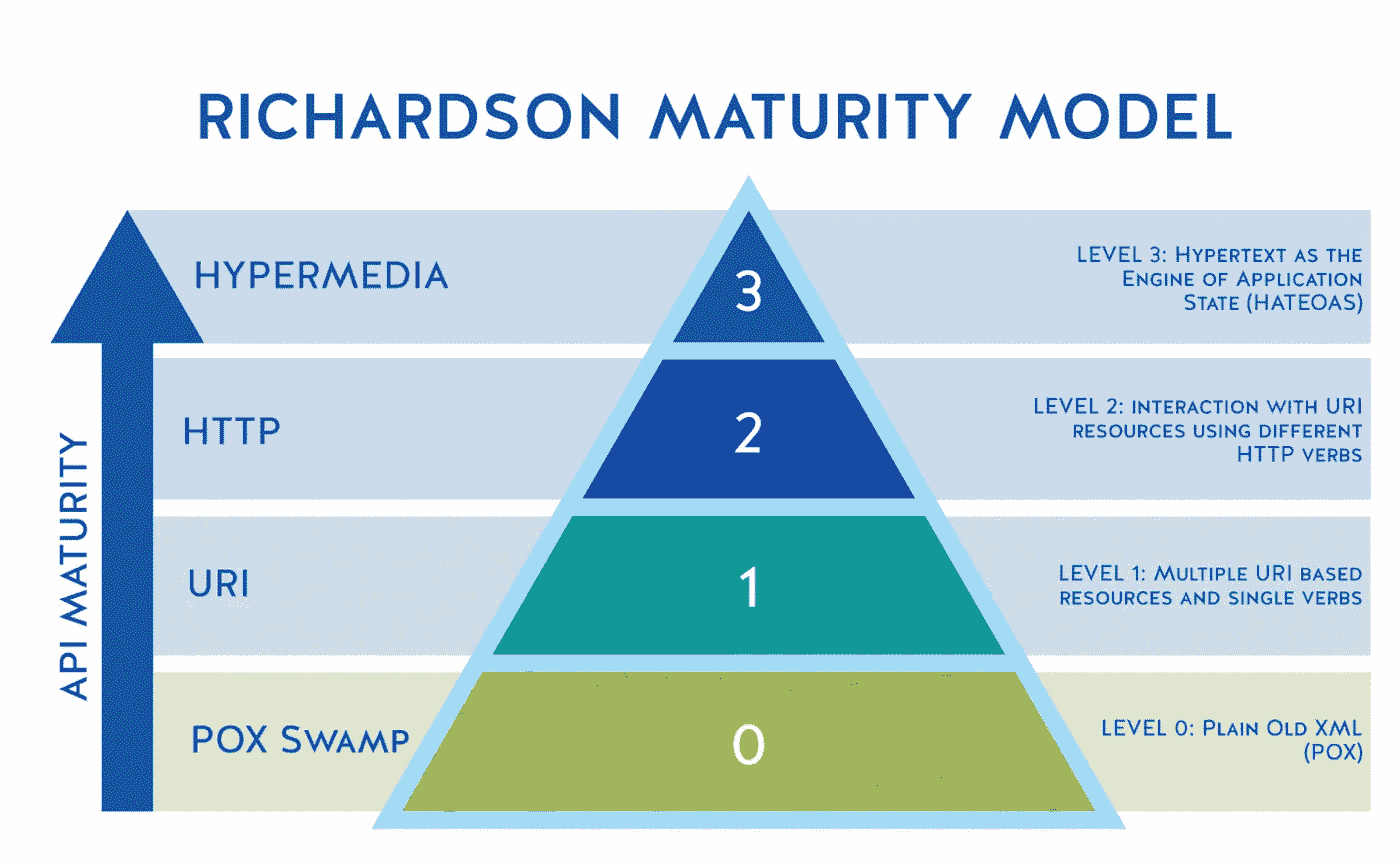 RICHARDSON MATURITY MODEL
HYPERMEDIA
3
LEVEL 3: HYPERTEXT AS THE
ENGINE OF APPLICATION
STATE (HATEOAS)
HTTP
2
LEVEL 2: INTERACTION WITH URI
RESOURCES USING DIFFERENT
HTTP VERBS
URI
1
LEVEL 1: MULTIPLE URI BASED
RESOURCES AND SINGLE VERBS
POX SWAMP
0
LEVEL 0: PLAIN OLD XML
(POX)
API MATURITY